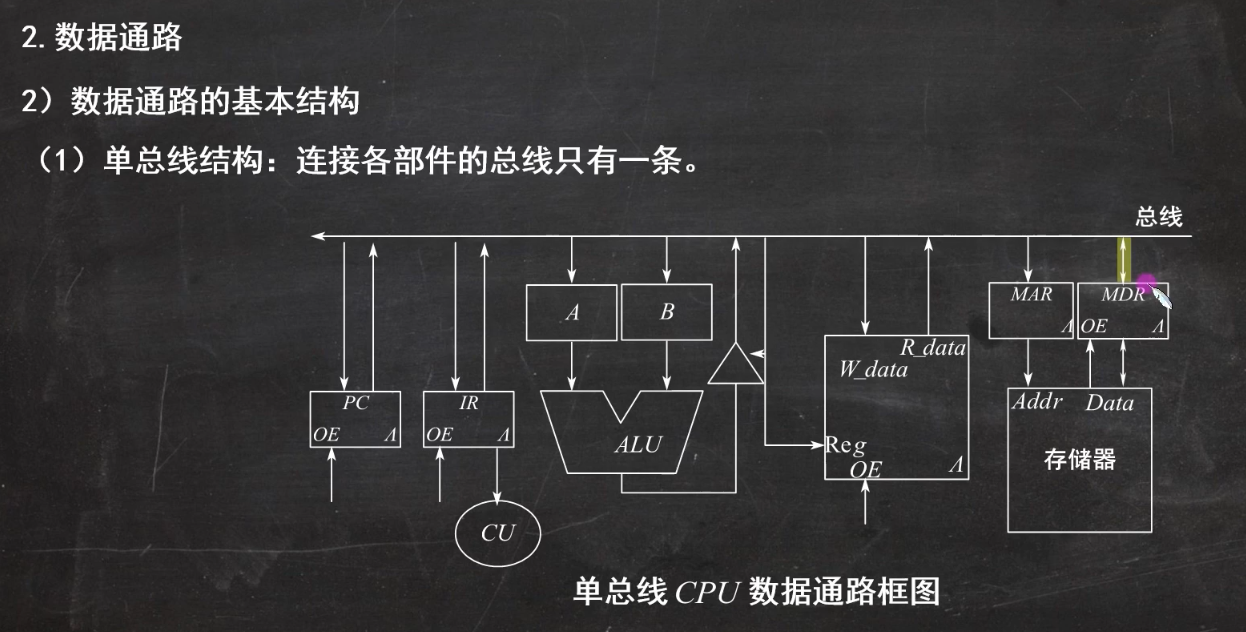 2. 数据通路
2）数据通路的基本结构
（1）单总线结构：连接各部件的总线只有一条。
总线
MAR MDR
Λ OE Λ
A B
R_data
W_data
PC IR
OE Λ OE Λ
ALU
Reg
OE Λ
Addr Data
存储器
CU
单总线 CPU 数据通路框图